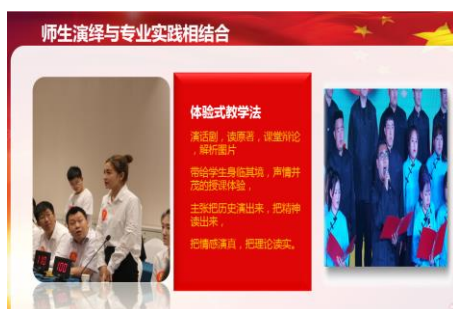 师生演绎与专业实践相结合
体验式教学法
演话剧，读原著，课堂辩论
，解析图片
带给学生身临其境，声情并
茂的授课体验，
主张把历史演出来，把精神
读出来，
把情感演真，把理论读实。
110
100